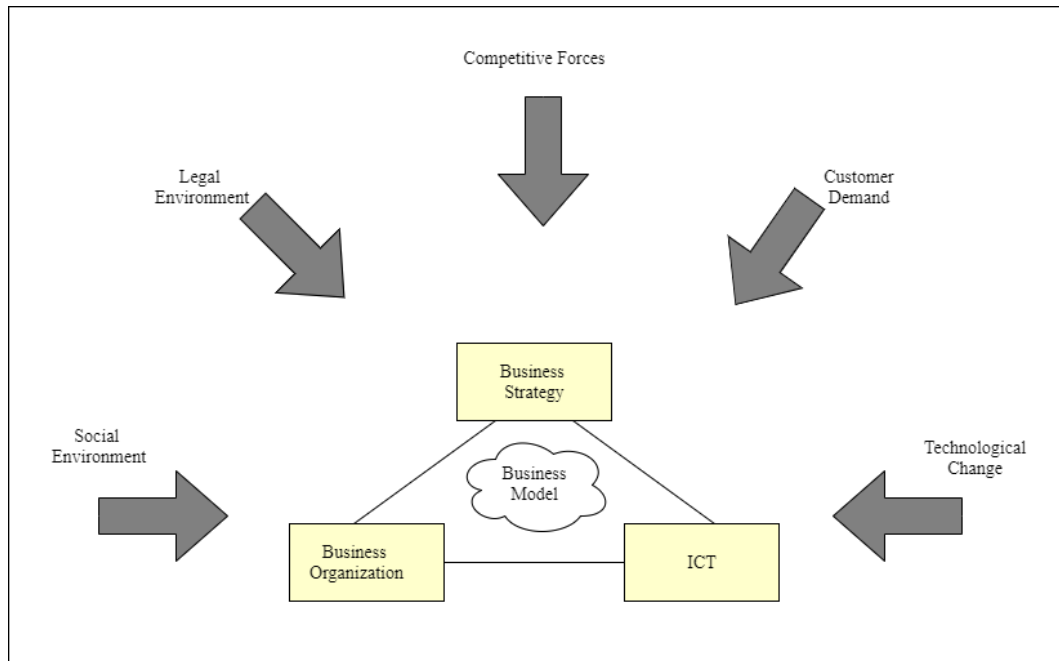 Competitive Forces
Legal
Environment
Customer
Demand
Business
Strategy
Social
Environment
Business
Model
Technological
Change
Business
Organization
ICT